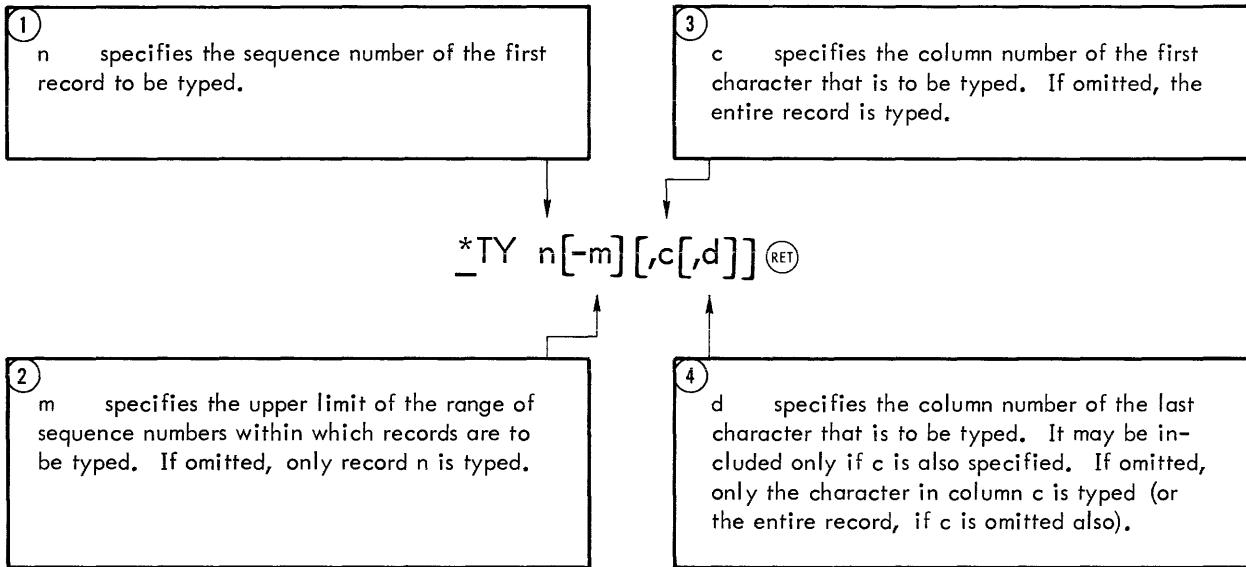 1
n specifies the sequence number of the first
record to be typed.
3
c specifies the column number of the first
character that is to be typed. If omitted, the
entire record is typed.
*TY n[-m][,c[,d]] RET
2
m specifies the upper limit of the range of
sequence numbers within which records are to
be typed. If omitted, only record n is typed.
4
d specifies the column number of the last
character that is to be typed. It may be in-
cluded only if c is also specified. If omitted,
only the character in column c is typed (or
the entire record, if c is omitted also).